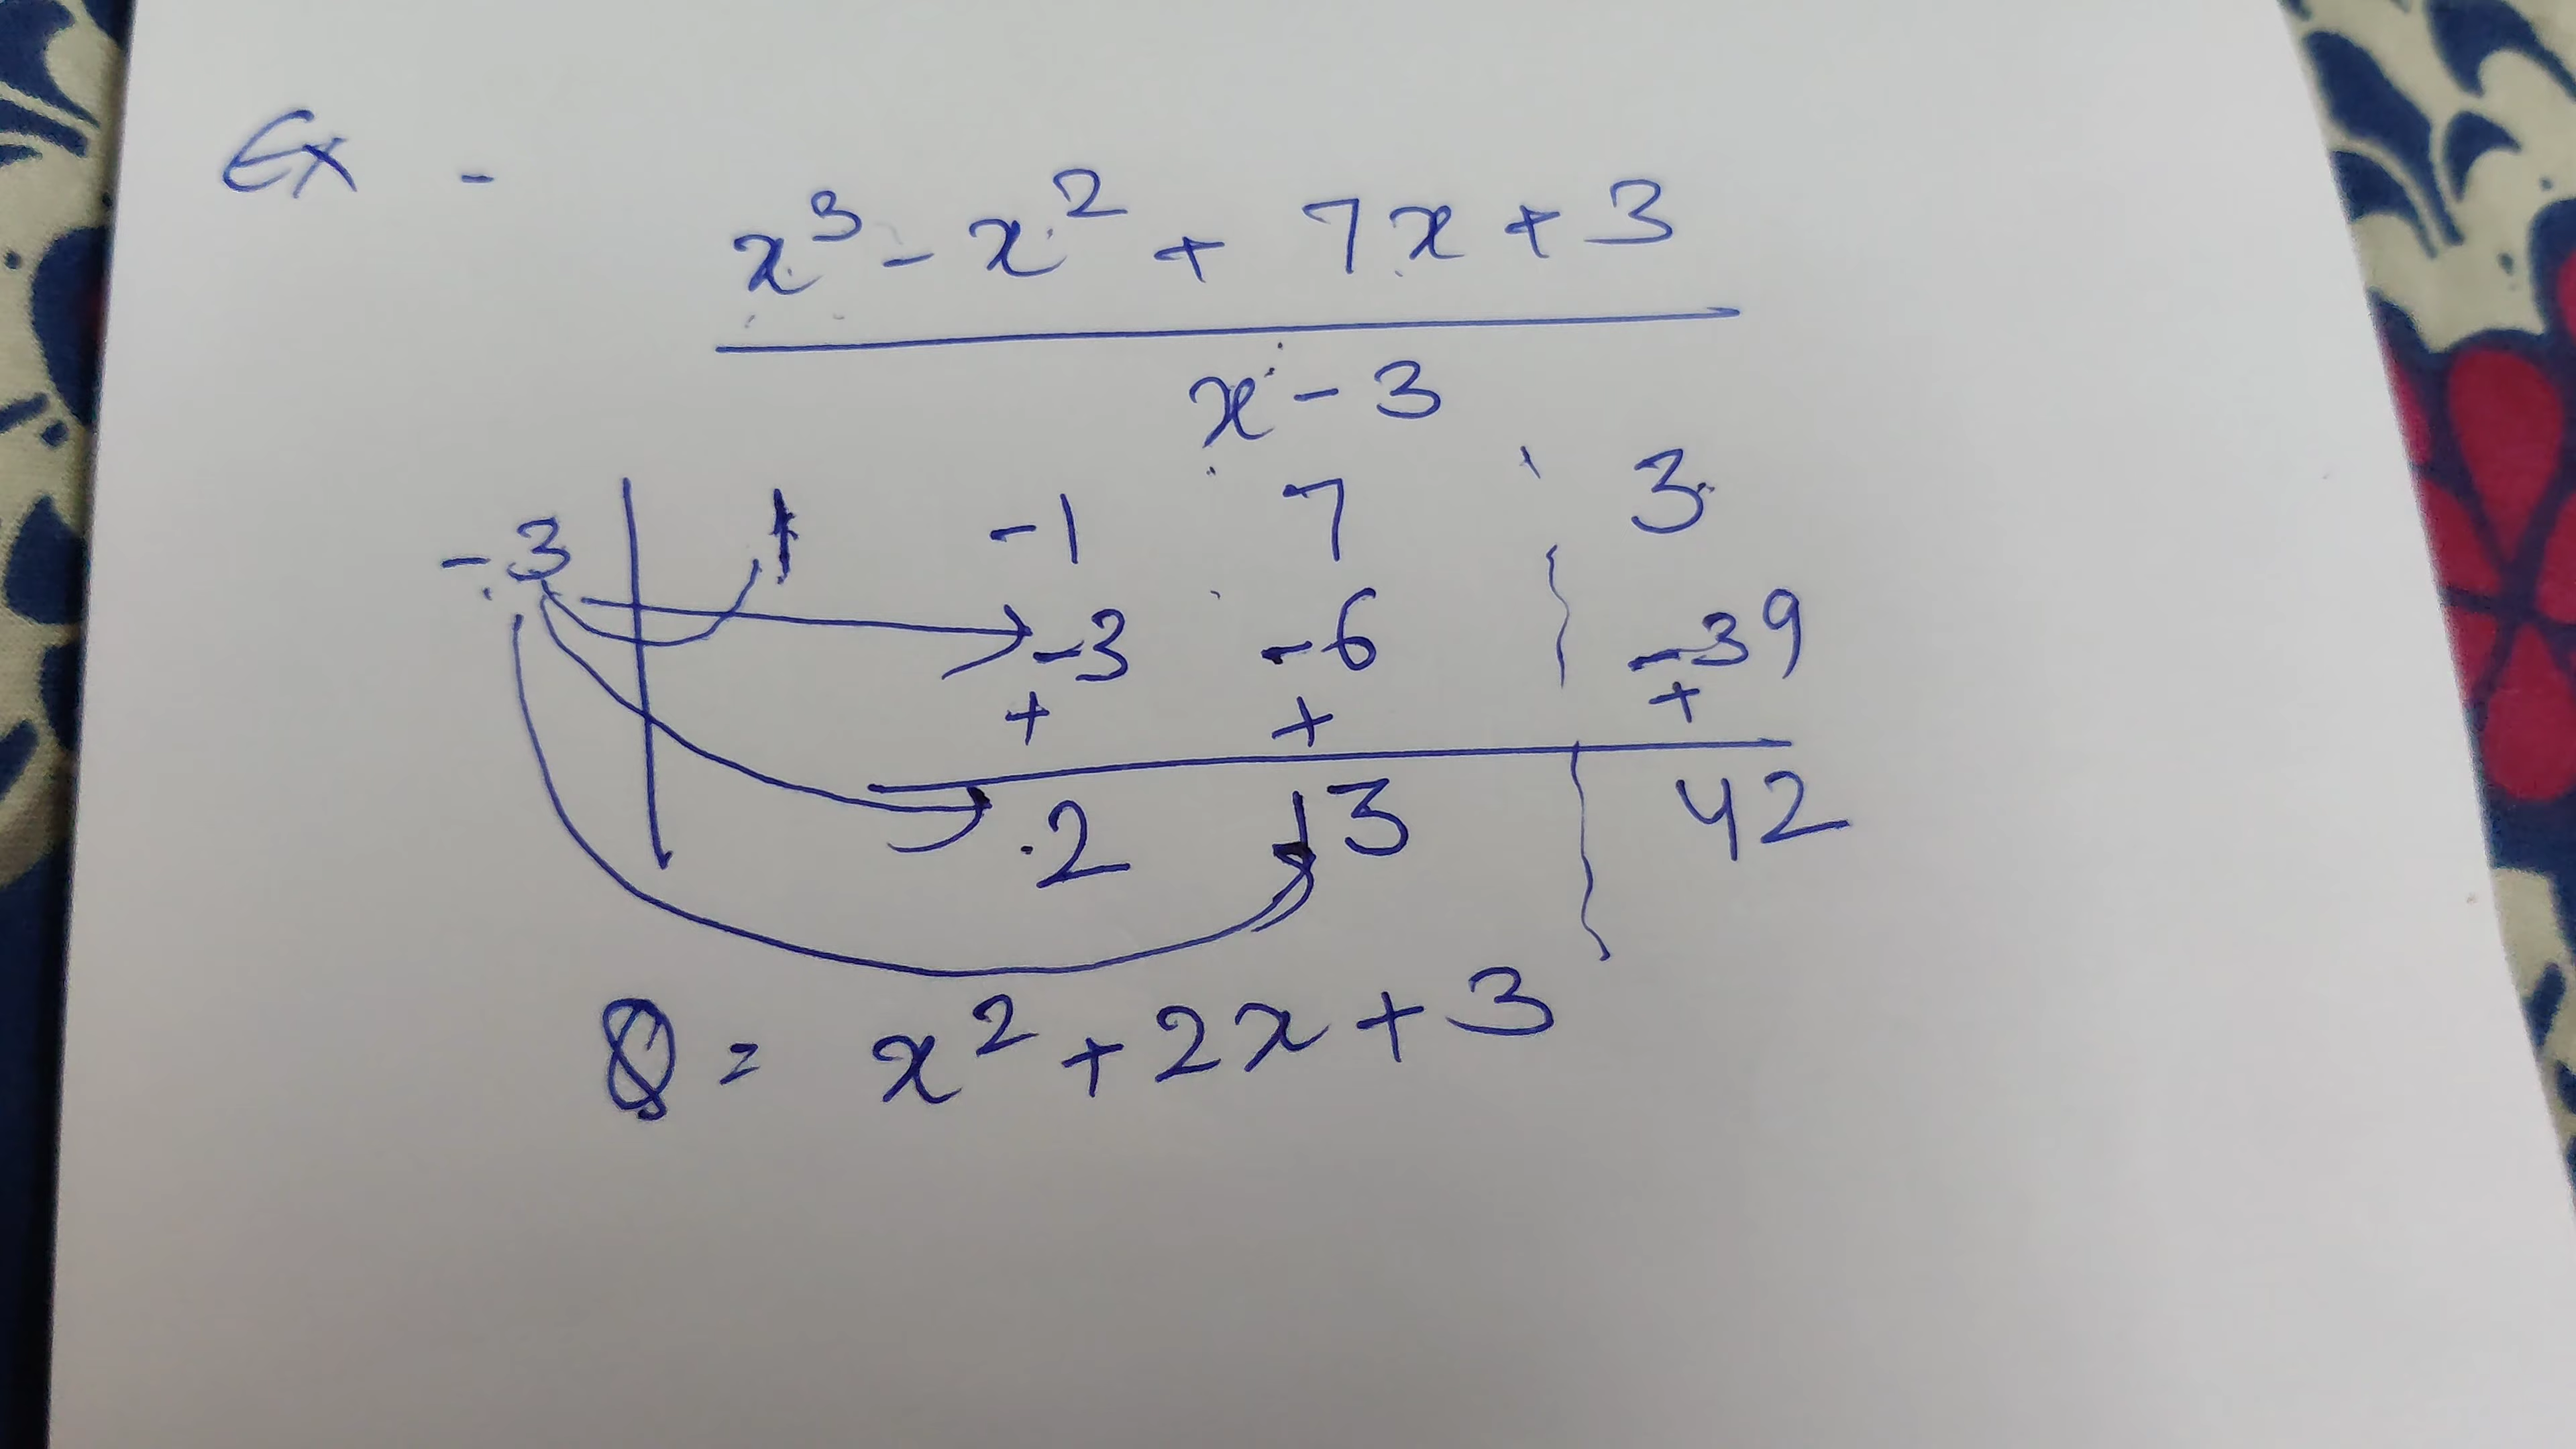 Ex - x³ - x² + 7x + 3
x - 3
-3 1 -1 7 3
-3 -6 -39
+ + +
2 13 42
Q = x² + 2x + 3